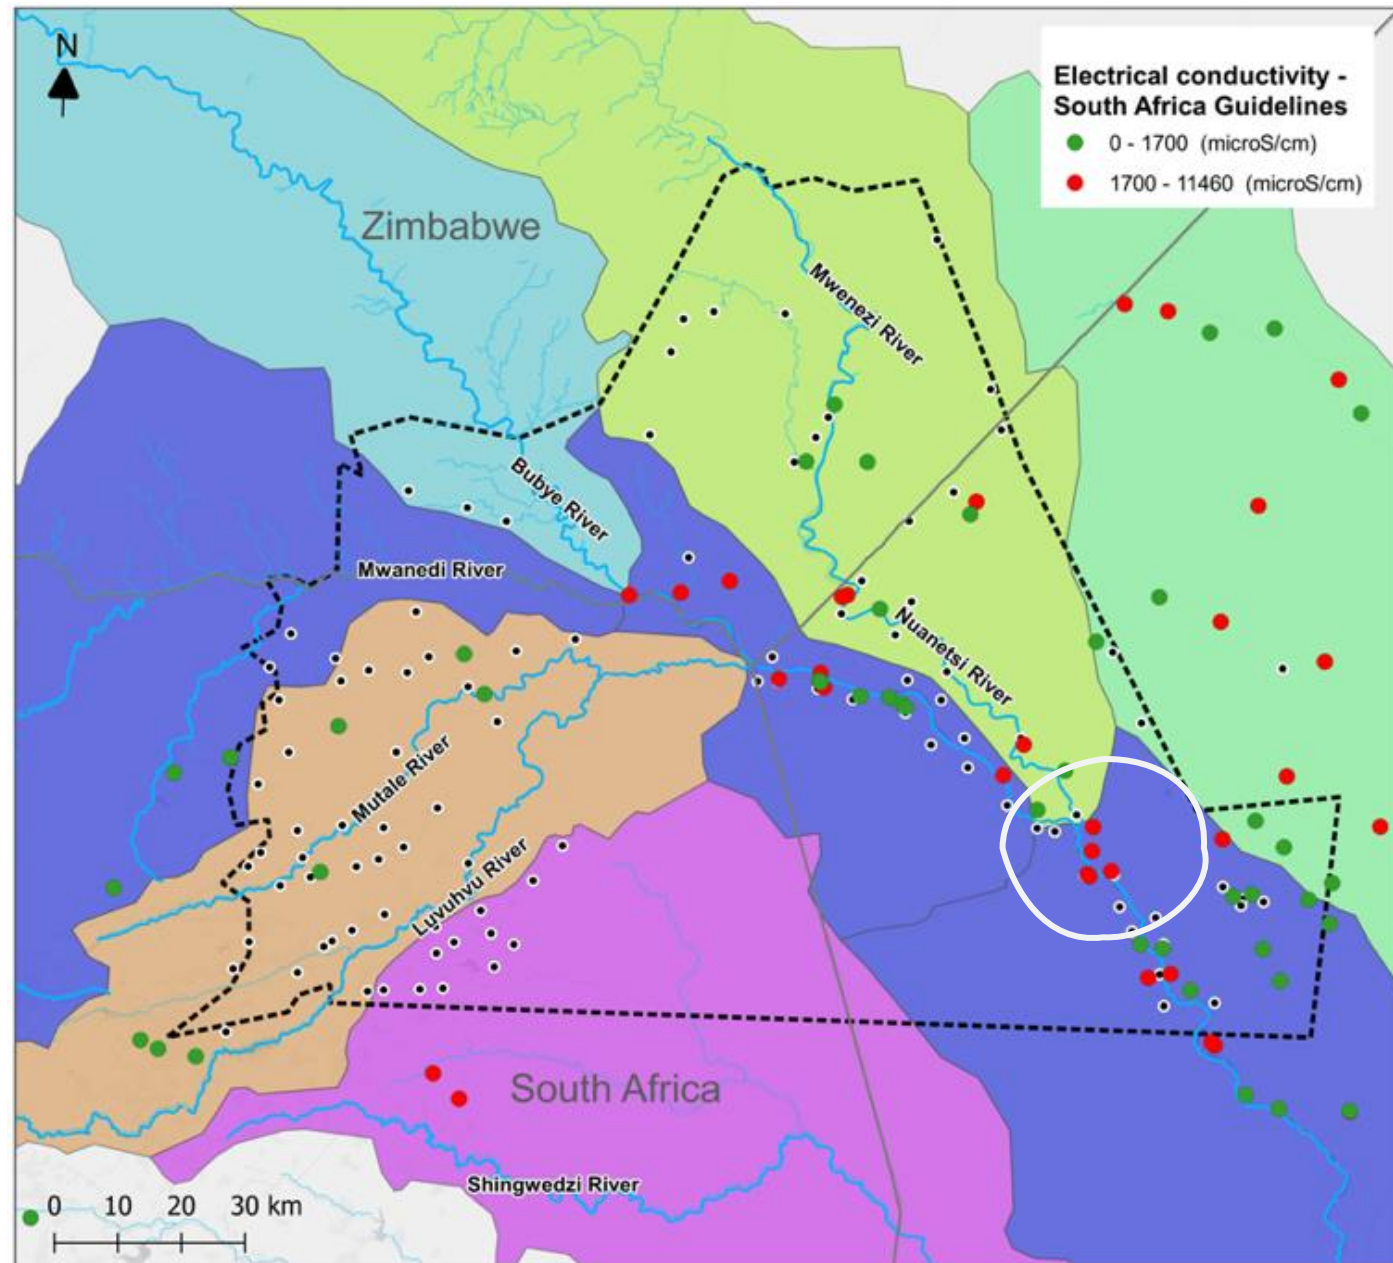 N
Electrical conductivity -
South Africa Guidelines
0 - 1700 (microS/cm)
1700 - 11460 (microS/cm)
Zimbabwe
Mwenezi River
Bubye River
Mwanedi River
Nuanetsi River
Mutale River
Luvuhvu River
South Africa
Shingwedzi River
0 10 20 30 km